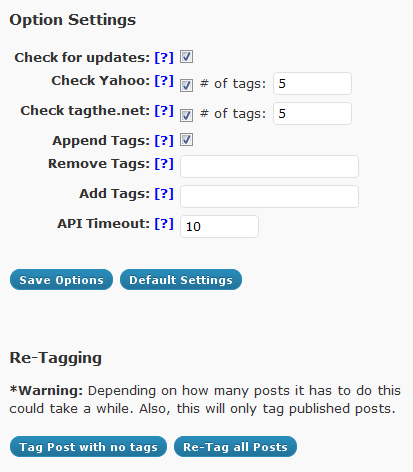 Option Settings
Check for updates: [?]
Check Yahoo: [?] # of tags: 5
Check tagthe.net: [?] # of tags: 5
Append Tags: [?]
Remove Tags: [?]
Add Tags: [?]
API Timeout: [?] 10
Save Options Default Settings
Re-Tagging
*Warning: Depending on how many posts it has to do this
could take a while. Also, this will only tag published posts.
Tag Post with no tags Re-Tag all Posts